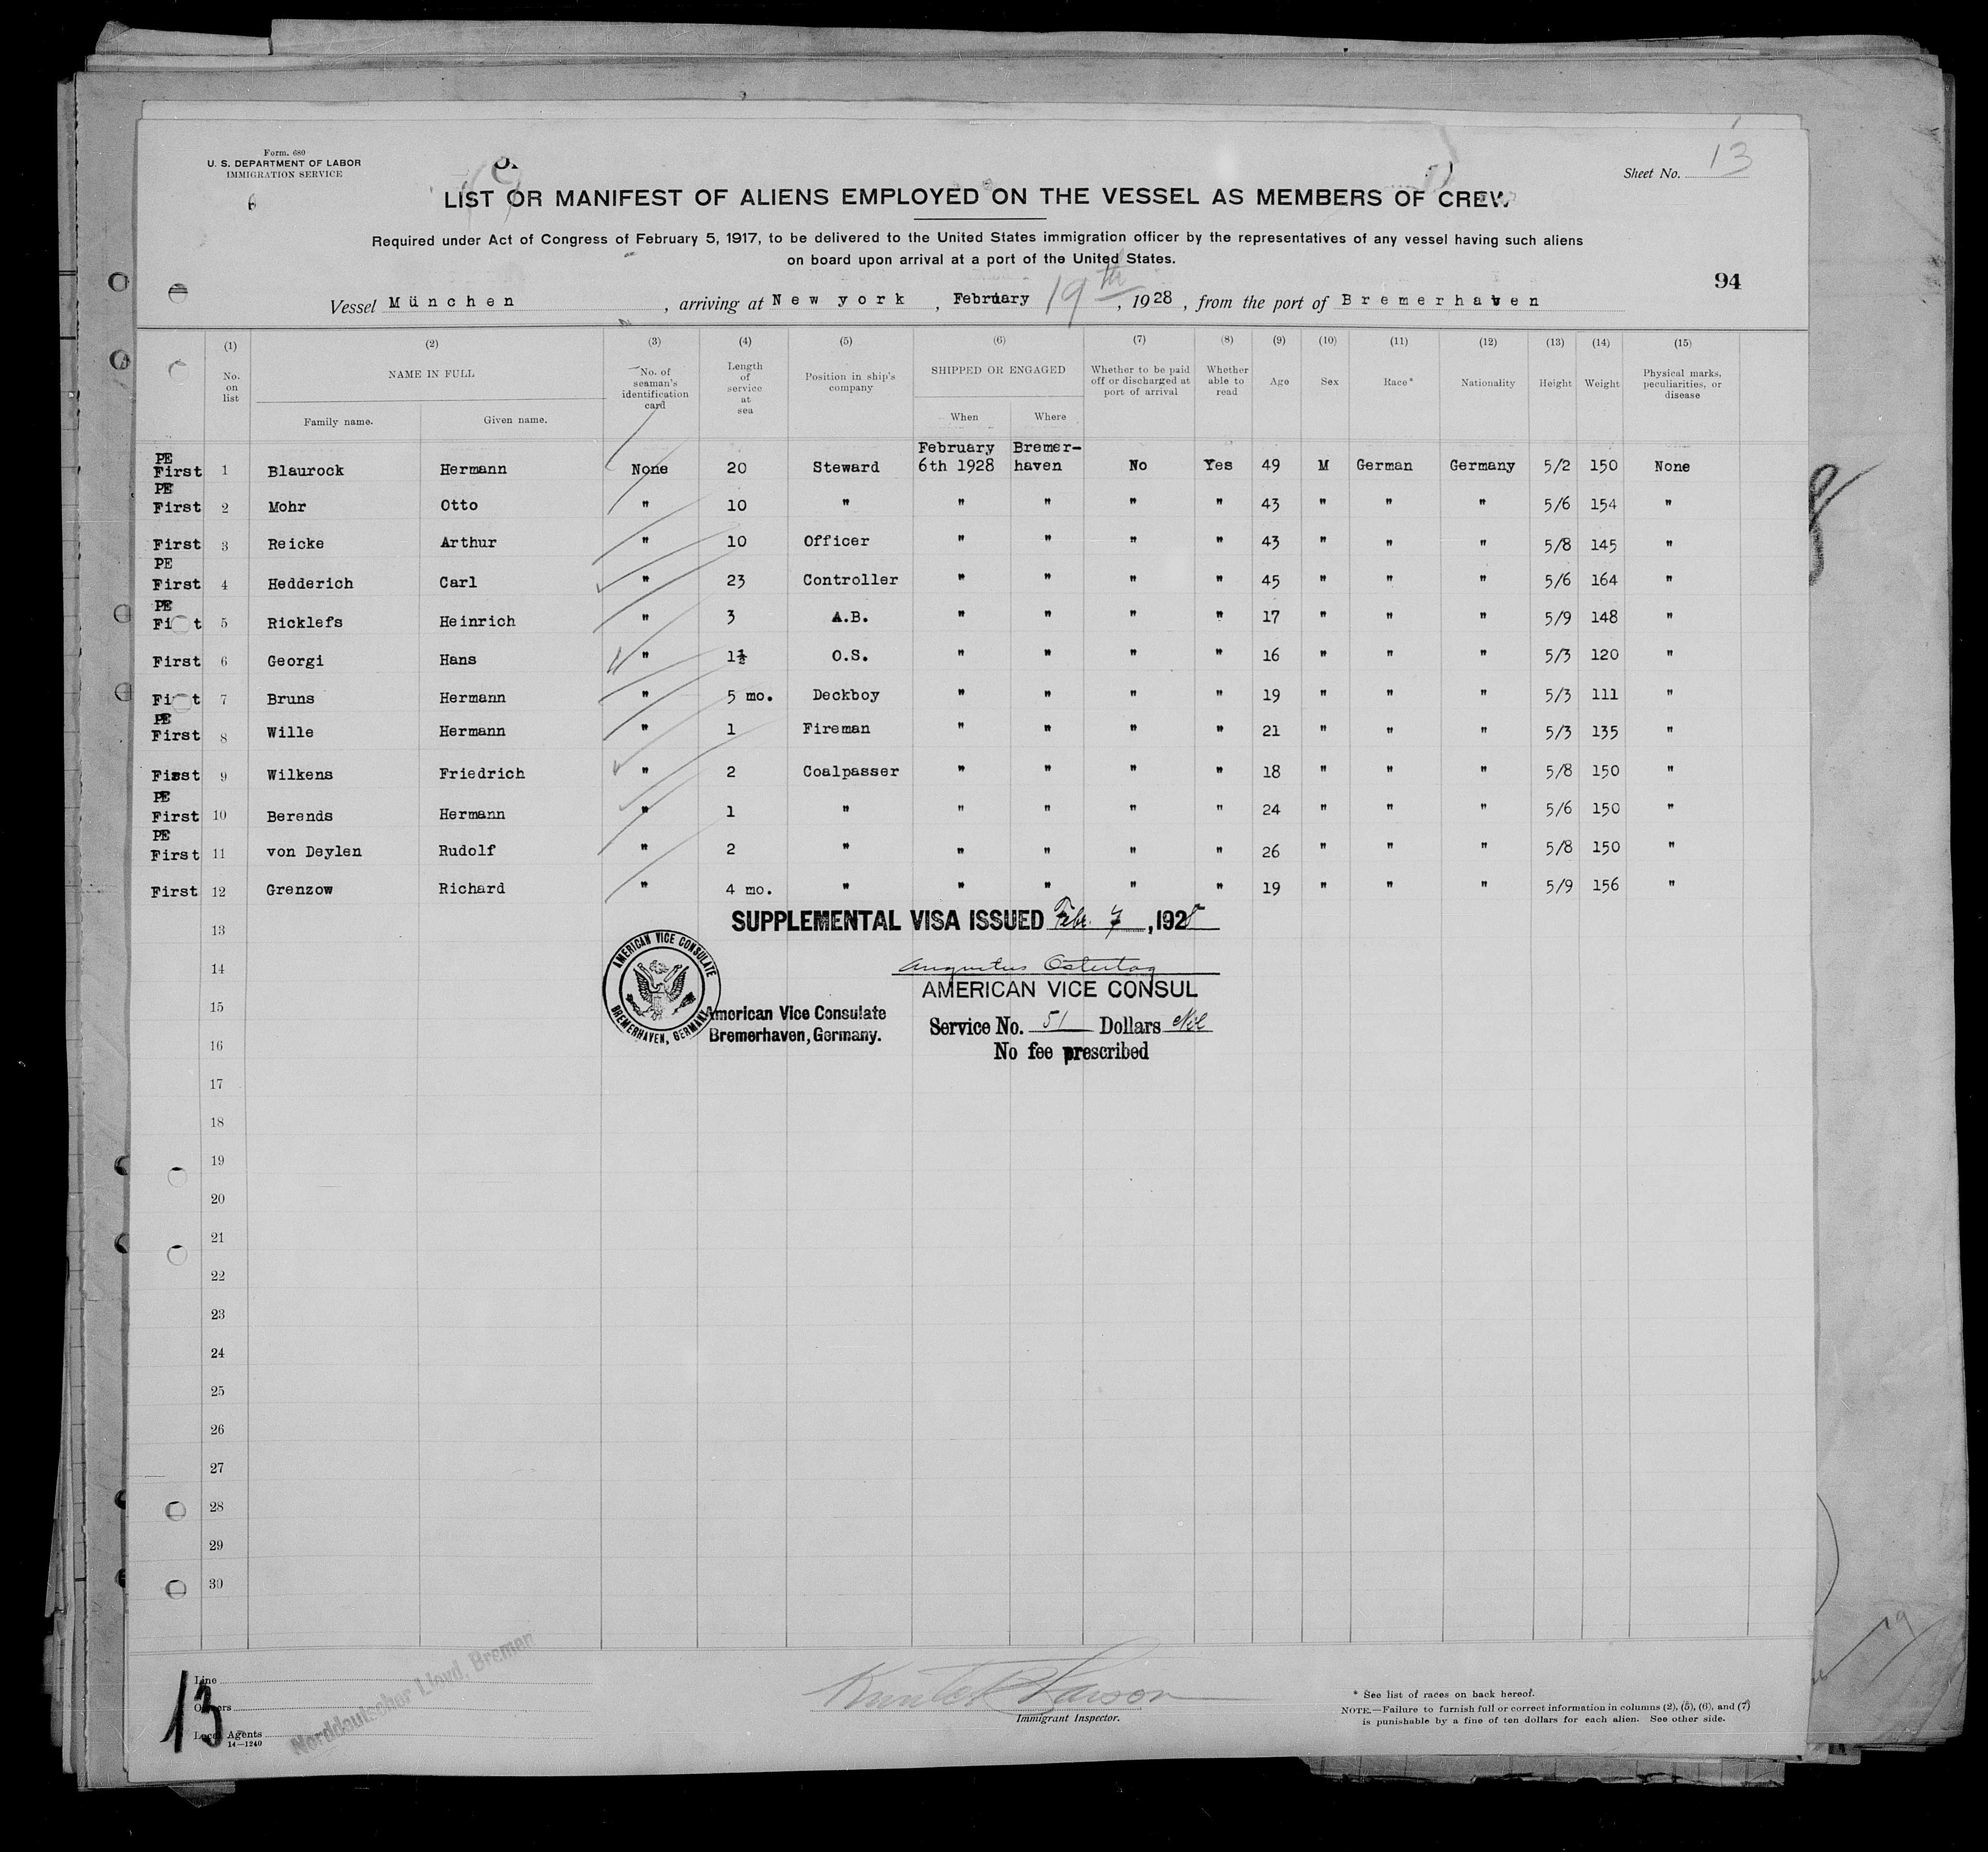 Form. 680
U. S. DEPARTMENT OF LABOR
IMMIGRATION SERVICE
6
Sheet No. 13
LIST OR MANIFEST OF ALIENS EMPLOYED ON THE VESSEL AS MEMBERS OF CREW
Required under Act of Congress of February 5, 1917, to be delivered to the United States immigration officer by the representatives of any vessel having such aliens
on board upon arrival at a port of the United States.
94
Vessel München, arriving at New york, February 19th, 1928, from the port of Bremerhaven
(1) (2) (3) (4) (5) (6) (7) (8) (9) (10) (11) (12) (13) (14) (15)
No. on list NAME IN FULL No. of seaman's identification card Length of service at sea Position in ship's company SHIPPED OR ENGAGED Whether to be paid off or discharged at port of arrival Whether able to read Age Sex Race* Nationality Height Weight Physical marks, peculiarities, or disease
Family name. Given name. When Where
PE February Bremer-
First 1 Blaurock Hermann None 20 Steward 6th 1928 haven No Yes 49 M German Germany 5/2 150 None
PE
First 2 Mohr Otto " 10 " " " " " 43 " " " 5/6 154 "
First 3 Reicke Arthur " 10 Officer " " " " 43 " " " 5/8 145 "
PE
First 4 Hedderich Carl " 23 Controller " " " " 45 " " " 5/6 164 "
PE
Fi t 5 Ricklefs Heinrich " 3 A.B. " " " " 17 " " " 5/9 148 "
First 6 Georgi Hans " 1½ O.S. " " " " 16 " " " 5/3 120 "
Fi t 7 Bruns Hermann " 5 mo. Deckboy " " " " 19 " " " 5/3 111 "
PE
First 8 Wille Hermann " 1 Fireman " " " " 21 " " " 5/3 135 "
First 9 Wilkens Friedrich " 2 Coalpasser " " " " 18 " " " 5/8 150 "
PE
First 10 Berends Hermann " 1 " " " " " 24 " " " 5/6 150 "
PE
First 11 von Deylen Rudolf " 2 " " " " " 26 " " " 5/8 150 "
First 12 Grenzow Richard " 4 mo. " " " " " 19 " " " 5/9 156 "
13
SUPPLEMENTAL VISA ISSUED Feb. 7, 1928
14
Augustus Ostertag
AMERICAN VICE CONSUL
AMERICAN VICE CONSULATE
BREMERHAVEN, GERMANY
15
American Vice Consulate
Bremerhaven, Germany.
Service No. 51 Dollars Nil
16
No fee prescribed
17
18
19
20
21
22
23
24
25
26
27
28
29
30
Line
Owners
Local Agents
14—1240
13
Norddeutscher Lloyd, Bremen
Immigrant Inspector.
* See list of races on back hereof.
NOTE.—Failure to furnish full or correct information in columns (2), (5), (6), and (7)
is punishable by a fine of ten dollars for each alien. See other side.